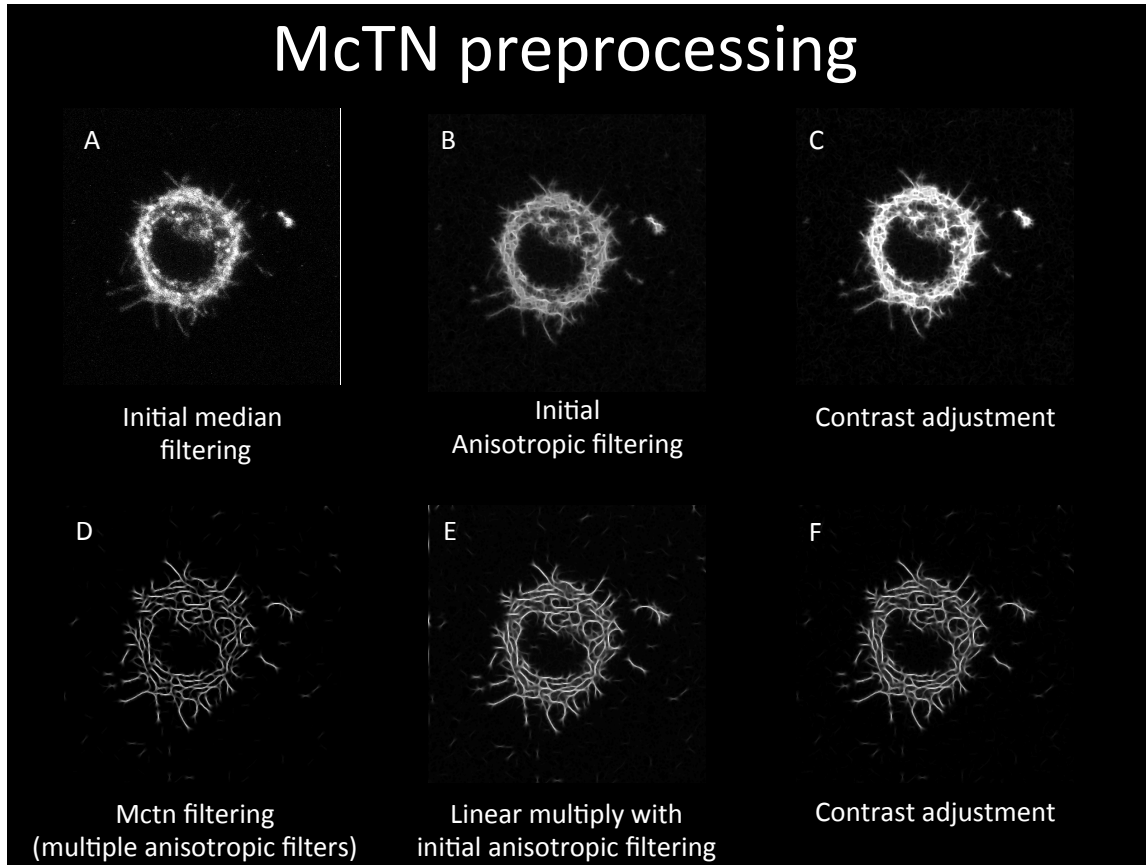 McTN preprocessing
A
B
C
Initial median
filtering
Initial
Anisotropic filtering
Contrast adjustment
D
E
F
Mctn filtering
(multiple anisotropic filters)
Linear multiply with
initial anisotropic filtering
Contrast adjustment